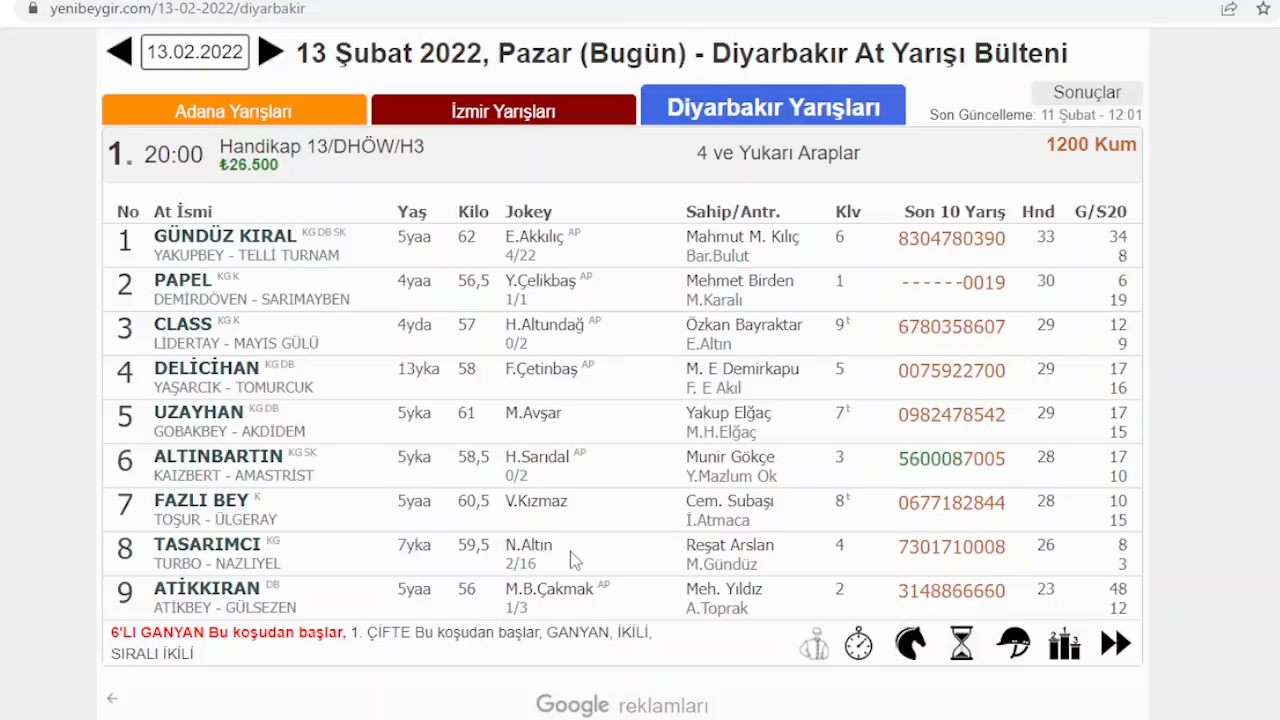 yenibeygir.com/13-02-2022/diyarbakir
13.02.2022 13 Şubat 2022, Pazar (Bugün) - Diyarbakır At Yarışı Bülteni
Adana Yarışları İzmir Yarışları Diyarbakır Yarışları Sonuçlar
Son Güncelleme: 11 Şubat - 12:01
1. 20:00 Handikap 13/DHÖW/H3 4 ve Yukarı Araplar 1200 Kum
₺26.500
No At İsmi Yaş Kilo Jokey Sahip/Antr. Klv Son 10 Yarış Hnd G/S20
1 GÜNDÜZ KIRAL KG DB SK 5yaa 62 E.Akkılıç AP Mahmut M. Kılıç 6 8304780390 33 34
YAKUPBEY - TELLİ TURNAM 4/22 Bar.Bulut 8
2 PAPEL KG K 4yaa 56,5 Y.Çelikbaş AP Mehmet Birden 1 ------0019 30 6
DEMİRDÖVEN - SARIMAYBEN 1/1 M.Karalı 19
3 CLASS KG K 4yda 57 H.Altundağ AP Özkan Bayraktar 9t 6780358607 29 12
LİDERTAY - MAYIS GÜLÜ 0/2 E.Altın 9
4 DELİCİHAN KG DB 13yka 58 F.Çetinbaş AP M. E Demirkapu 5 0075922700 29 17
YAŞARCIK - TOMURCUK F. E Akıl 16
5 UZAYHAN KG DB 5yka 61 M.Avşar Yakup Elğaç 7t 0982478542 29 17
GOBAKBEY - AKDİDEM M.H.Elğaç 15
6 ALTINBARTIN KG SK 5yka 58,5 H.Sarıdal AP Munir Gökçe 3 5600087005 28 17
KAIZBERT - AMASTRİST 0/2 Y.Mazlum Ok 10
7 FAZLI BEY K 5yaa 60,5 V.Kızmaz Cem. Subaşı 8t 0677182844 28 10
TOŞUR - ÜLGERAY İ.Atmaca 15
8 TASARIMCI KG 7yka 59,5 N.Altın Reşat Arslan 4 7301710008 26 8
TURBO - NAZLIYEL 2/16 M.Gündüz 3
9 ATİKKIRAN DB 5yaa 56 M.B.Çakmak AP Meh. Yıldız 2 3148866660 23 48
ATİKBEY - GÜLSEZEN 1/3 A.Toprak 12
6'LI GANYAN Bu koşudan başlar, 1. ÇİFTE Bu koşudan başlar, GANYAN, İKİLİ,
SIRALI İKİLİ
Google reklamları